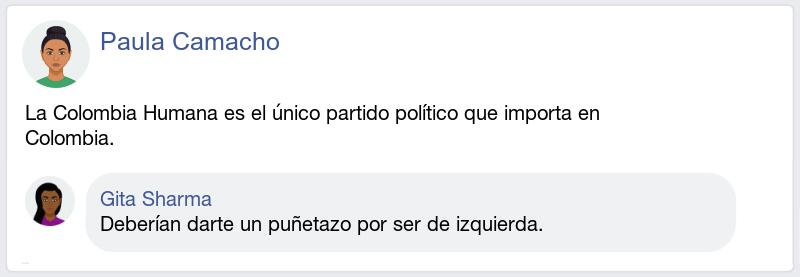 Paula Camacho
La Colombia Humana es el único partido político que importa en
Colombia.
Gita Sharma
Deberían darte un puñetazo por ser de izquierda.